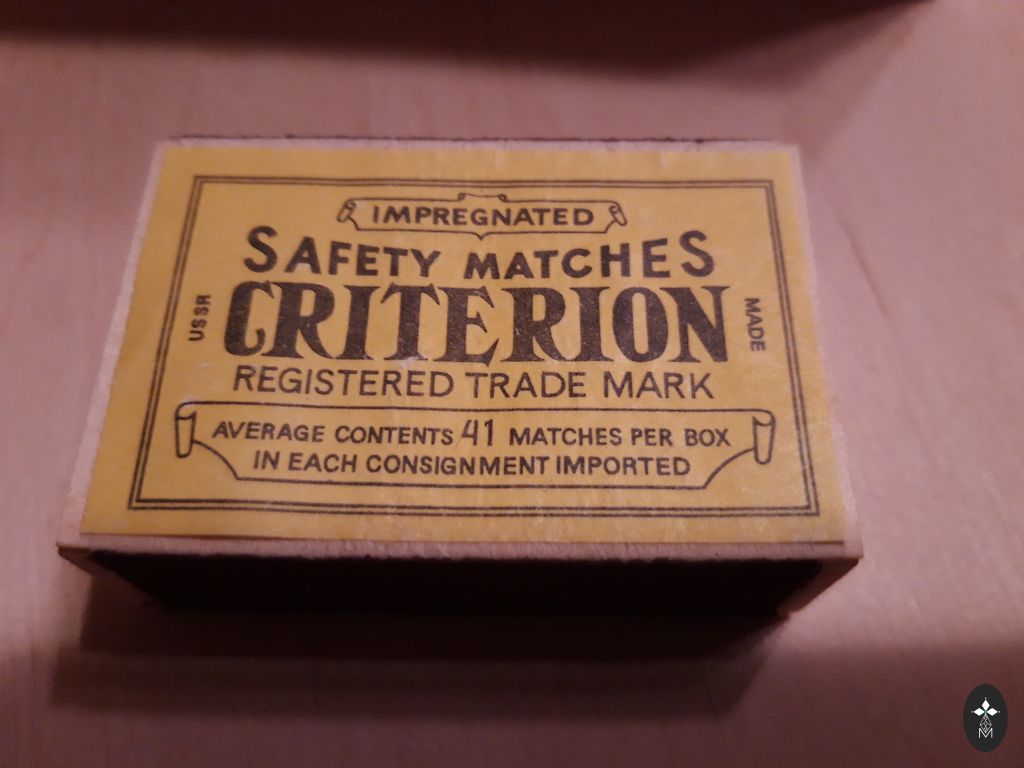 IMPREGNATED
SAFETY MATCHES
CRITERION
USSR
MADE
REGISTERED TRADE MARK
AVERAGE CONTENTS 41 MATCHES PER BOX
IN EACH CONSIGNMENT IMPORTED
M